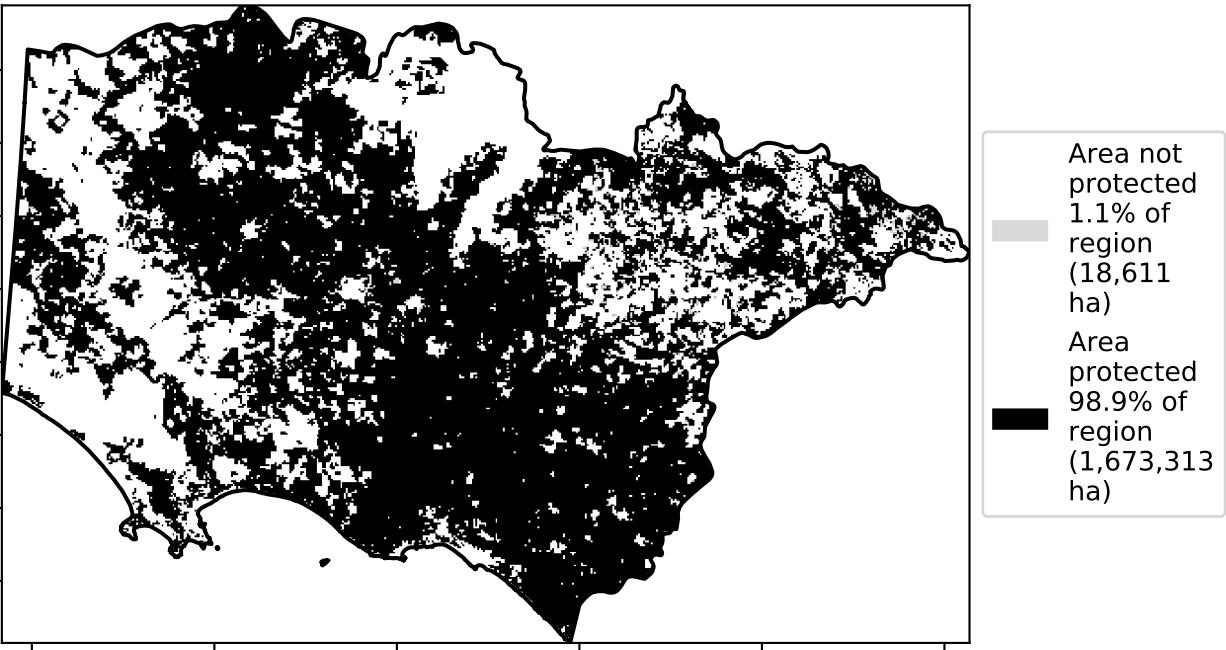 Area not
protected
1.1% of
region
(18,611
ha)
Area
protected
98.9% of
region
(1,673,313
ha)